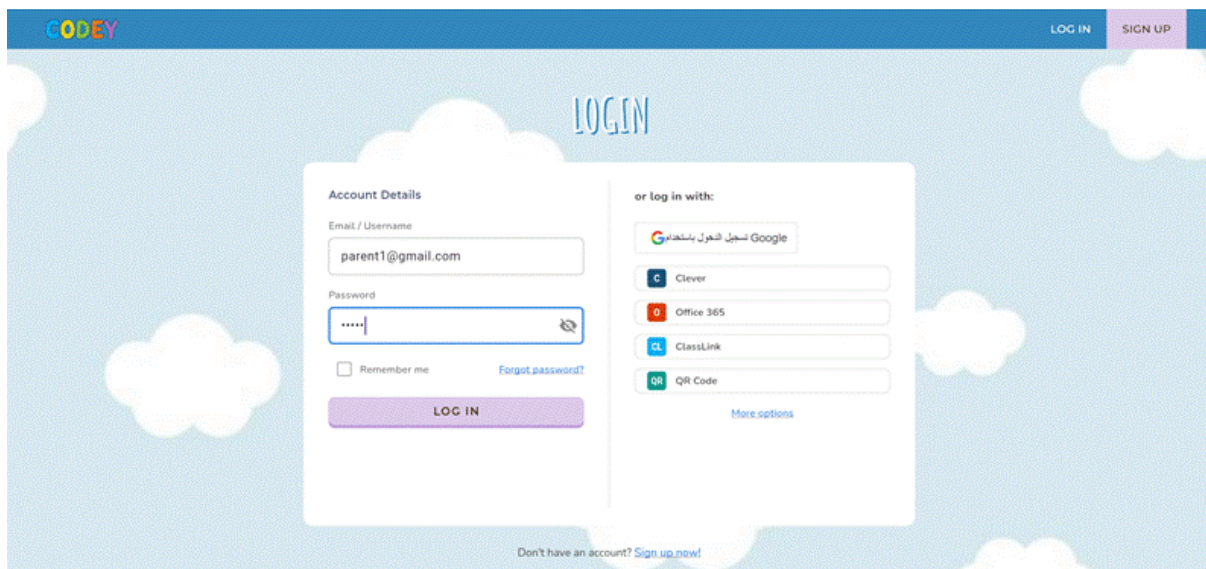 CODEY
LOG IN
SIGN UP
LOGIN
Account Details
Email / Username
parent1@gmail.com
Password
•••••
Remember me
Forgot password?
LOG IN
or log in with:
تسجيل الدخول باستخدام Google
C Clever
O Office 365
CL ClassLink
QR QR Code
More options
Don't have an account? Sign up now!